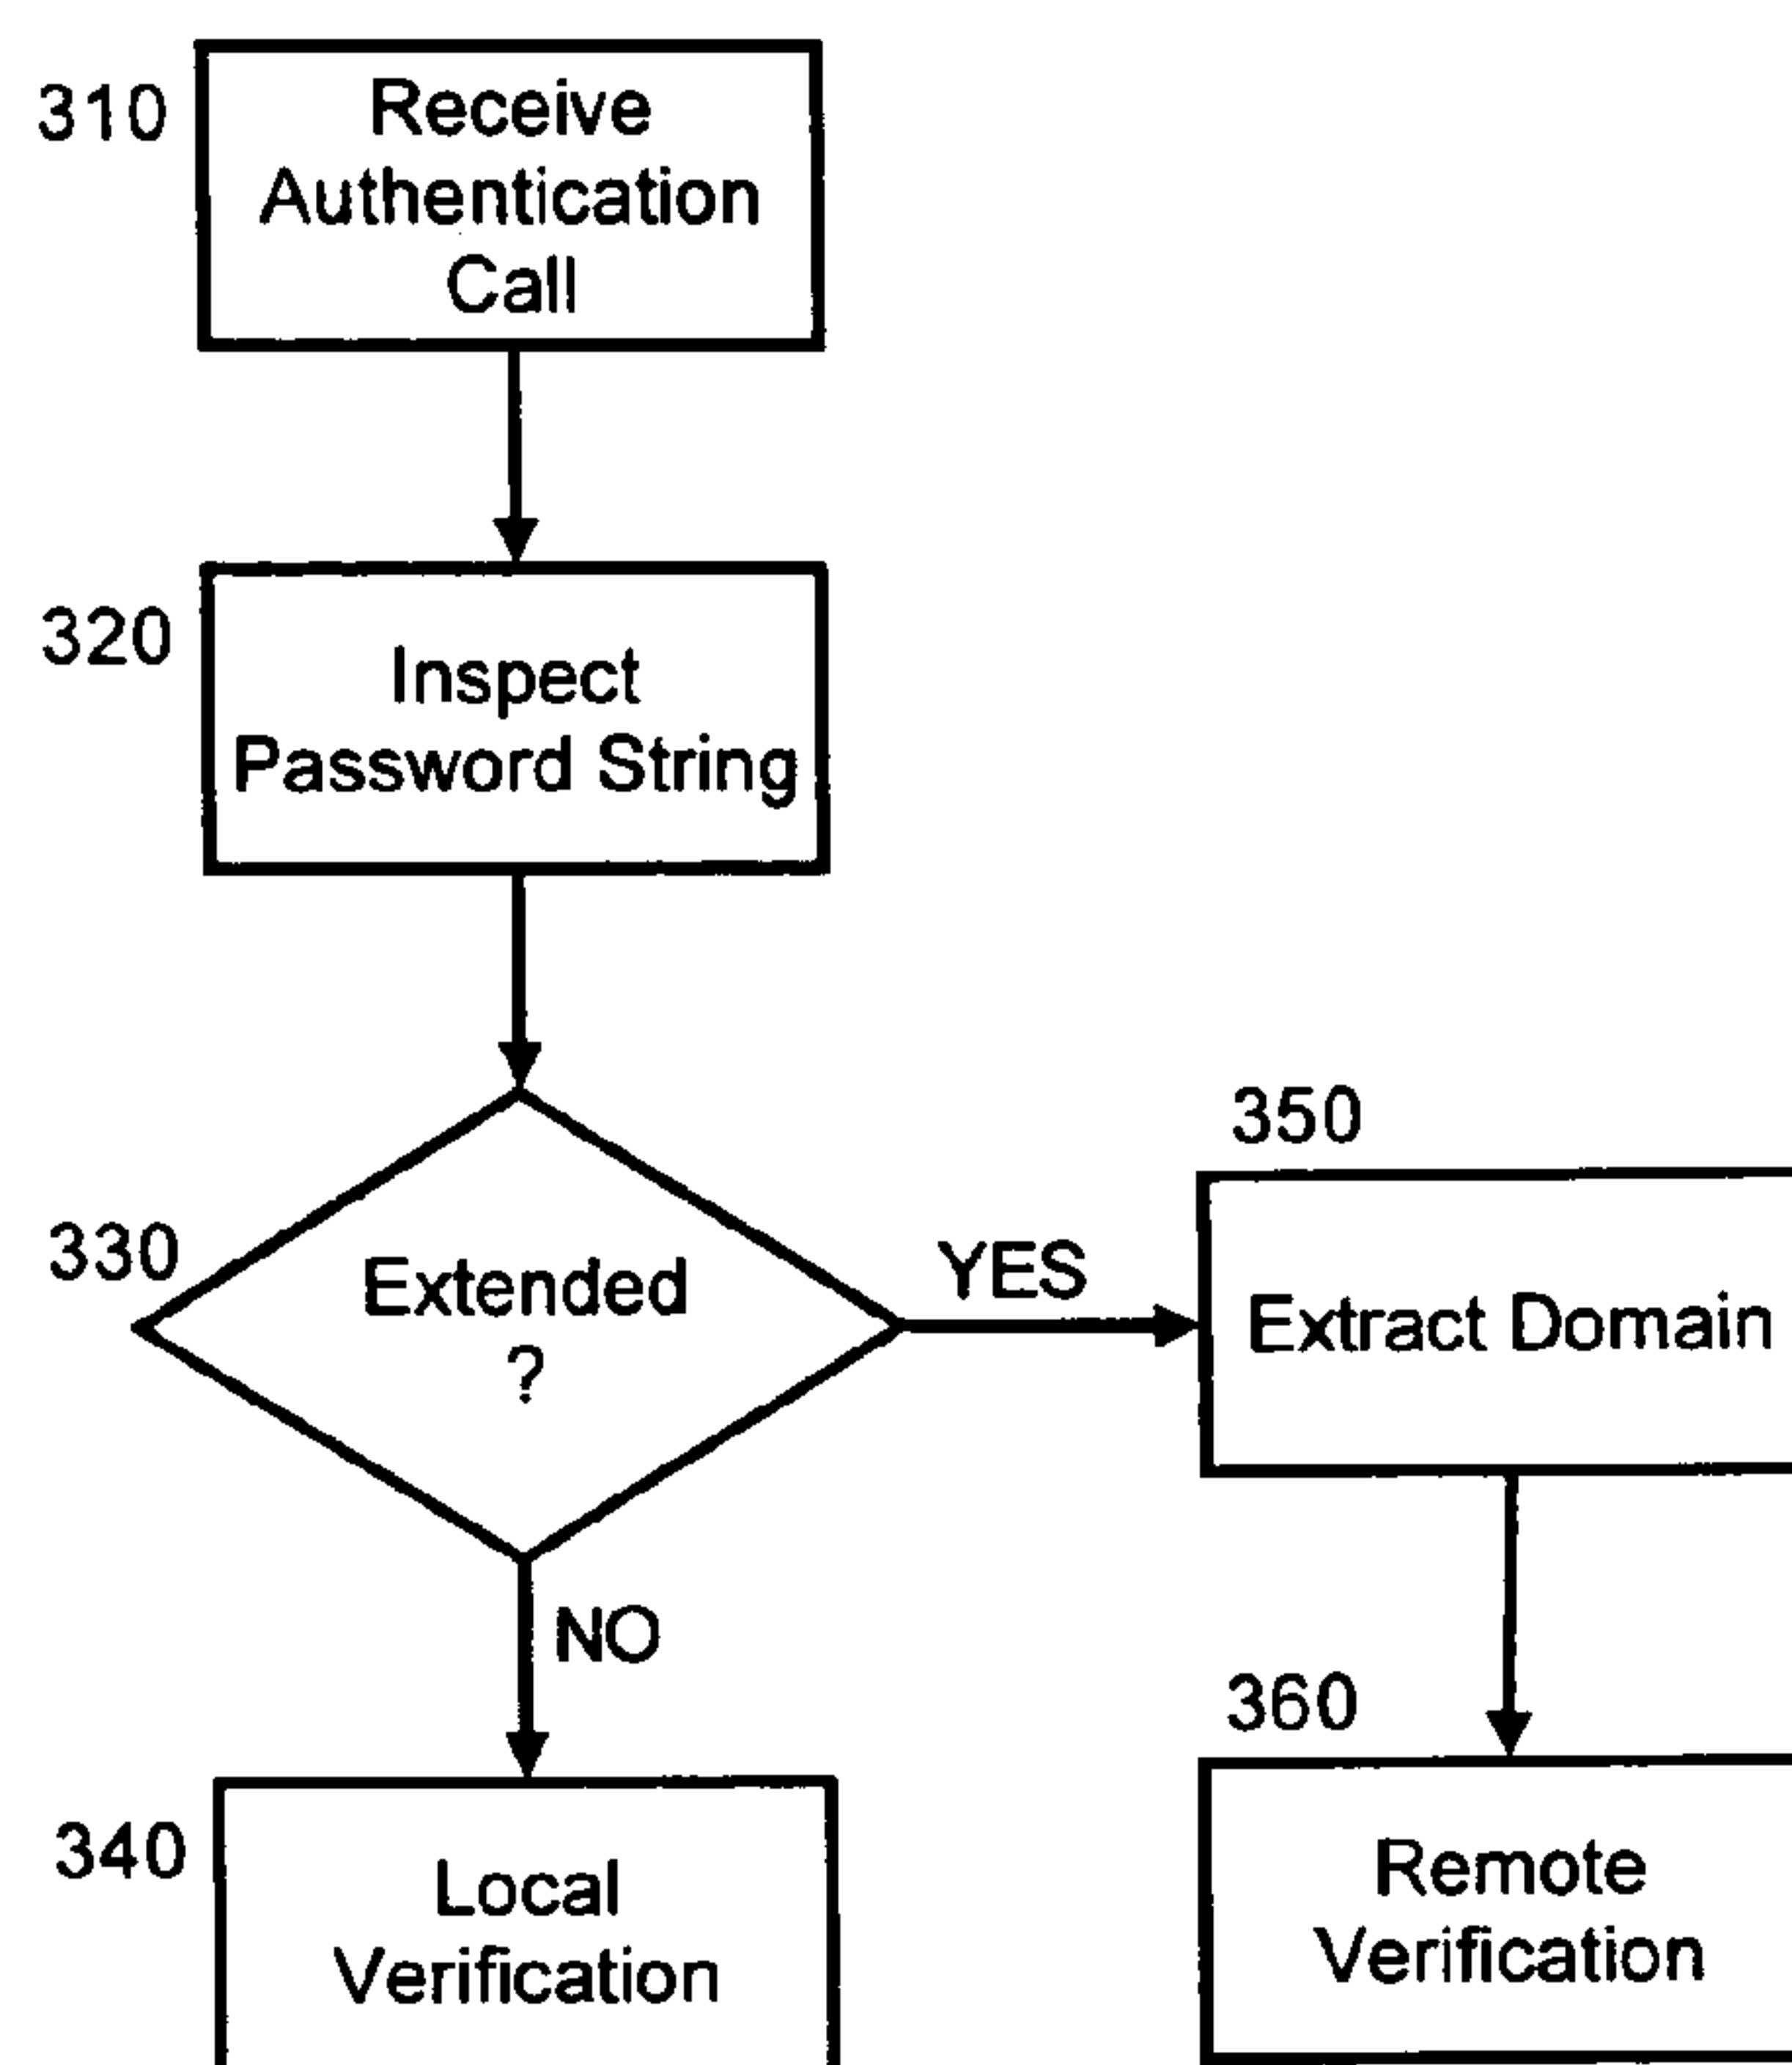 310
Receive
Authentication
Call
320
Inspect
Password String
330
Extended
?
YES
350
Extract Domain
NO
360
Remote
Verification
340
Local
Verification